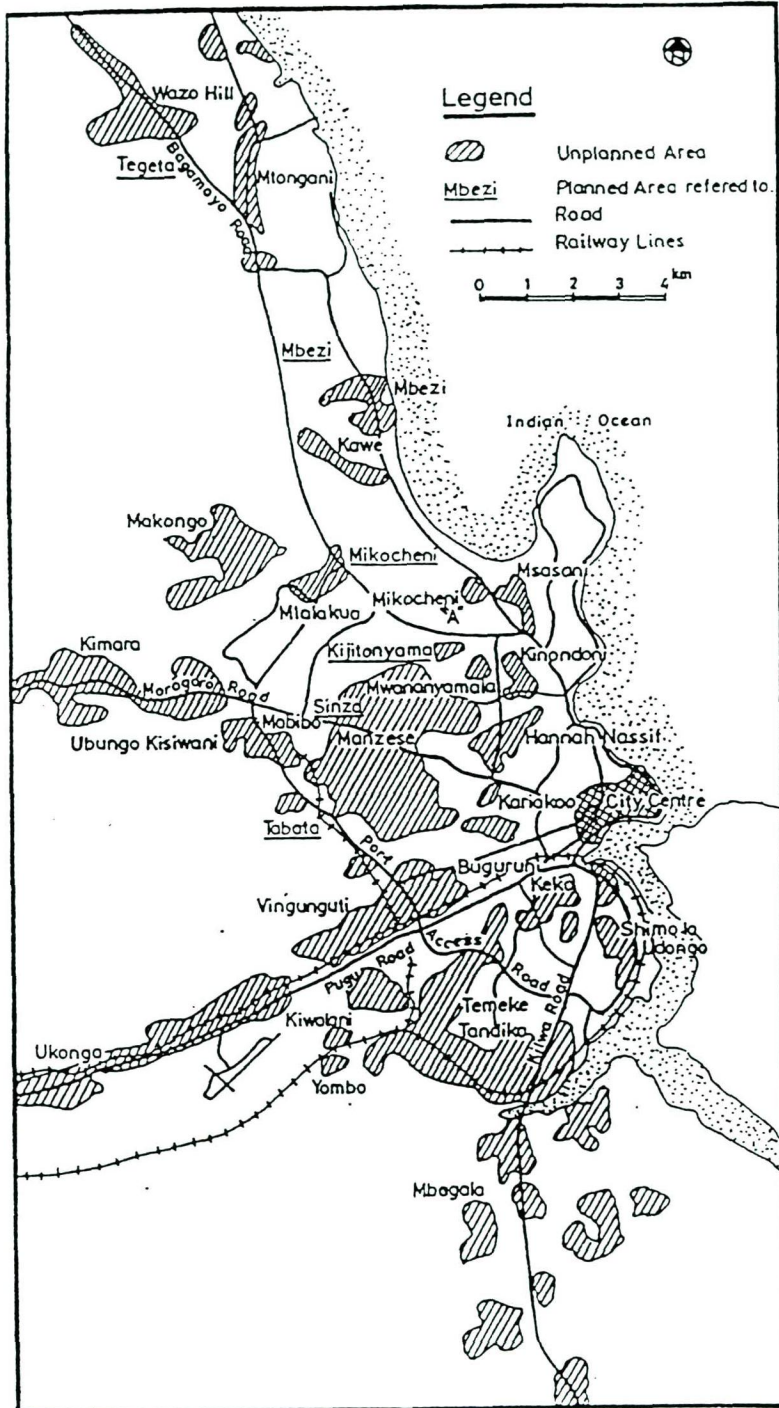 Legend
Unplanned Area
Mbezi Planned Area refered to.
Road
Railway Lines
0 1 2 3 4 km
Wazo Hill
Tegeta
Bagamoyo Road
Mtongani
Mbezi
Mbezi
Kawe
Indian Ocean
Makongo
Mikocheni
Msasani
Mikocheni
"A"
Mlalakua
Kijitonyama
Kinondoni
Kimara
Morogoro Road
Mwananyamala
Sinza
Mabibo
Ubungo Kisiwani
Manzese
Hannah Nassif
Kariakoo
City Centre
Tabata
Port Access Road
Buguruni
Keko
Vingunguti
Shimo la
Udongo
Pugu Road
Temeke
Tandika
Kilwa Road
Kiwalani
Ukonga
Yombo
Mbagala